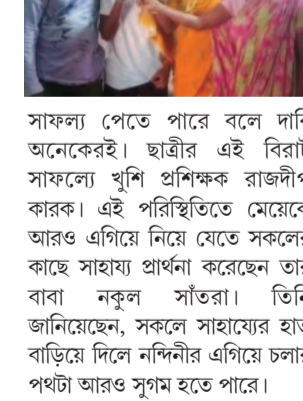 সাফল্য পেতে পারে বলে দাবি
অনেকেরই। ছাত্রীর এই বিরাট
সাফল্যে খুশি প্রশিক্ষক রাজদীপ
কারক। এই পরিস্থিতিতে মেয়েকে
আরও এগিয়ে নিয়ে যেতে সকলের
কাছে সাহায্য প্রার্থনা করেছেন তার
বাবা নকুল সাঁতরা। তিনি
জানিয়েছেন, সকলে সাহায্যের হাত
বাড়িয়ে দিলে নন্দিনীর এগিয়ে চলার
পথটা আরও সুগম হতে পারে।